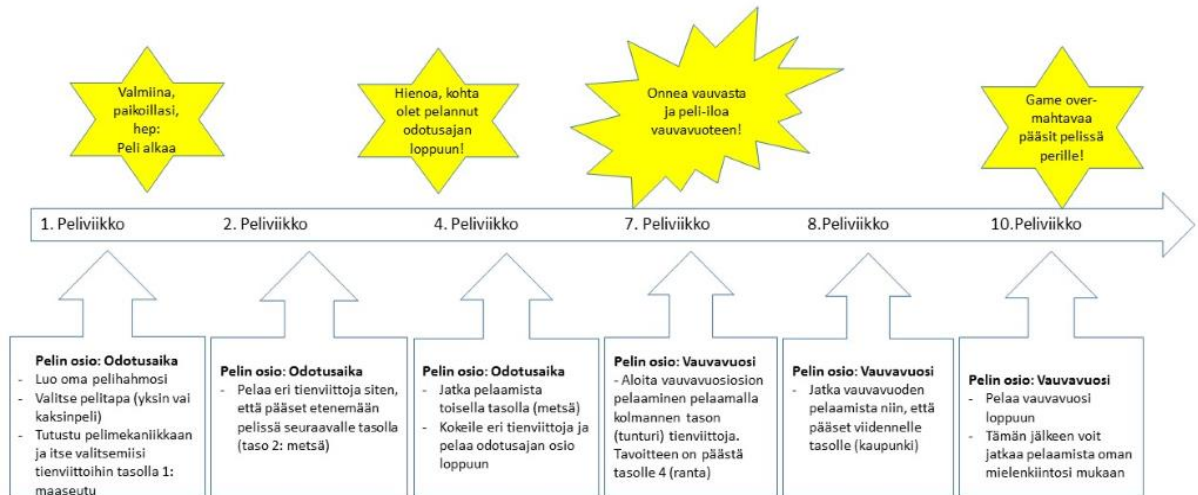 Valmiina,
paikoillasi,
hep:
Peli alkaa
Hienoa, kohta
olet pelannut
odotusajan
loppuun!
Onnea vauvasta
ja peli-iloa
vauvavuoteen!
Game over-
mahtavaa
pääsit pelissä
perille!
1. Peliviikko
2. Peliviikko
4. Peliviikko
7. Peliviikko
8.Peliviikko
10.Peliviikko
Pelin osio: Odotusaika
- Luo oma pelihahmosi
- Valitse pelitapa (yksin vai
kaksinpeli)
- Tutustu pelimekaniikkaan
ja itse valitsemiisi
tienviittoihin tasolla 1:
maaseutu
Pelin osio: Odotusaika
- Pelaa eri tienviittoja siten,
että pääset etenemään
pelissä seuraavalle tasolla
(taso 2: metsä)
Pelin osio: Odotusaika
- Jatka pelaamista
toisella tasolla (metsä)
- Kokeile eri tienviittoja ja
pelaa odotusajan osio
loppuun
Pelin osio: Vauvavuosi
- Aloita vauvavuosiosion
pelaaminen pelaamalla
kolmannen tason
(tunturi) tienviittoja.
Tavoitteen on päästä
tasolle 4 (ranta)
Pelin osio: Vauvavuosi
- Jatka vauvavuoden
pelaamista niin, että
pääset viidennelle
tasolle (kaupunki)
Pelin osio: Vauvavuosi
- Pelaa vauvavuosi
loppuun
- Tämän jälkeen voit
jatkaa pelaamista oman
mielenkiintosi mukaan